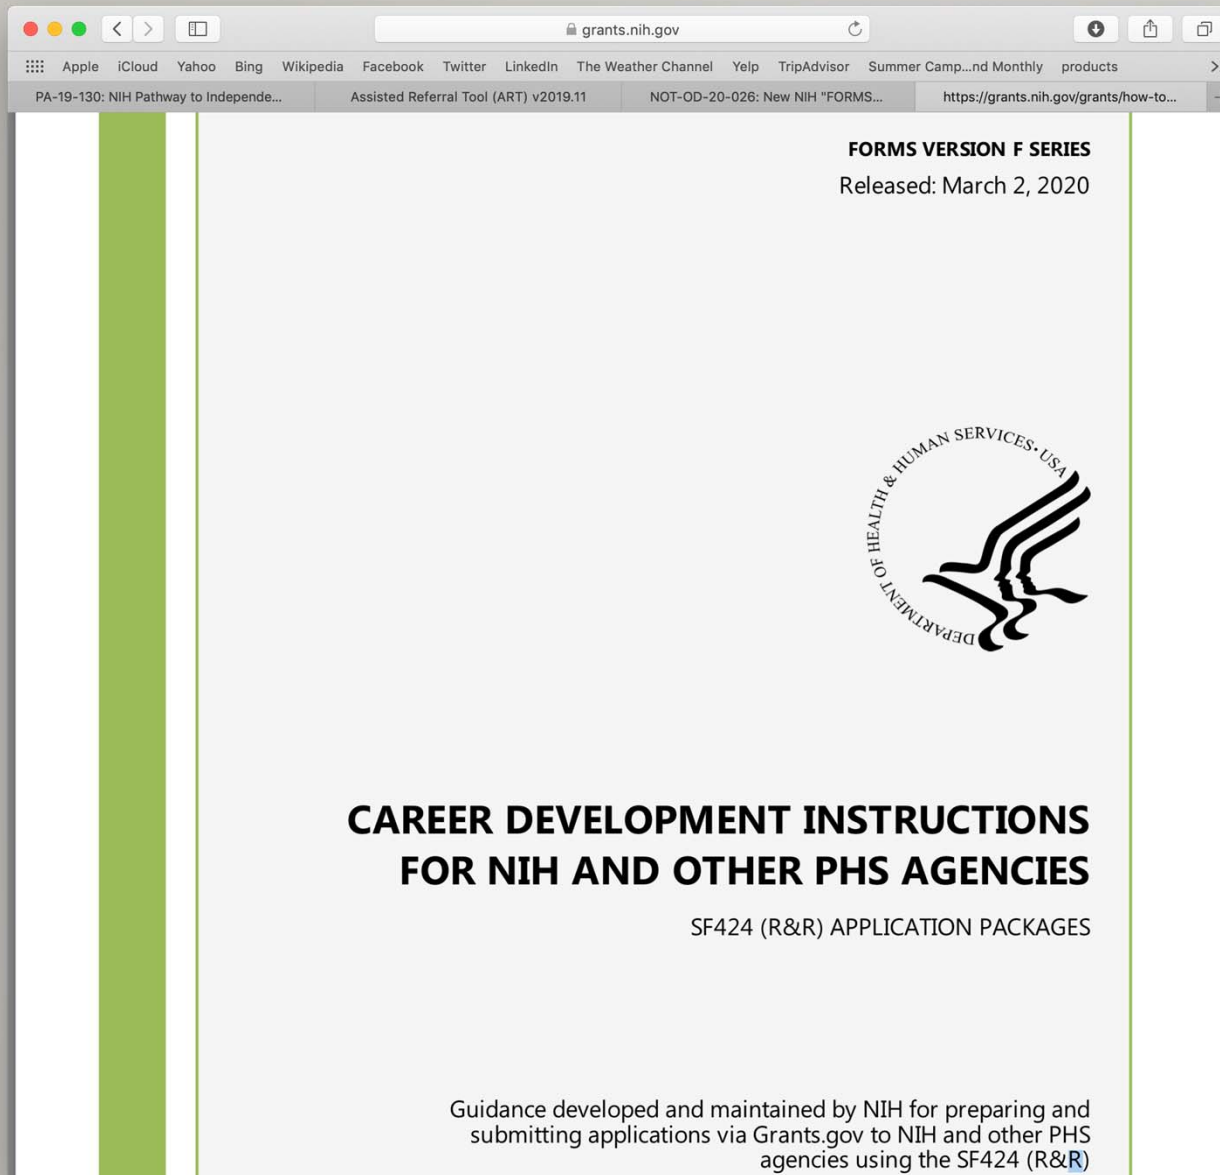 grants.nih.gov
Apple iCloud Yahoo Bing Wikipedia Facebook Twitter LinkedIn The Weather Channel Yelp TripAdvisor Summer Camp...nd Monthly products
PA-19-130: NIH Pathway to Independe... Assisted Referral Tool (ART) v2019.11 NOT-OD-20-026: New NIH "FORMS... https://grants.nih.gov/grants/how-to...
FORMS VERSION F SERIES
Released: March 2, 2020
DEPARTMENT OF HEALTH & HUMAN SERVICES • USA
CAREER DEVELOPMENT INSTRUCTIONS
FOR NIH AND OTHER PHS AGENCIES
SF424 (R&R) APPLICATION PACKAGES
Guidance developed and maintained by NIH for preparing and
submitting applications via Grants.gov to NIH and other PHS
agencies using the SF424 (R&R)